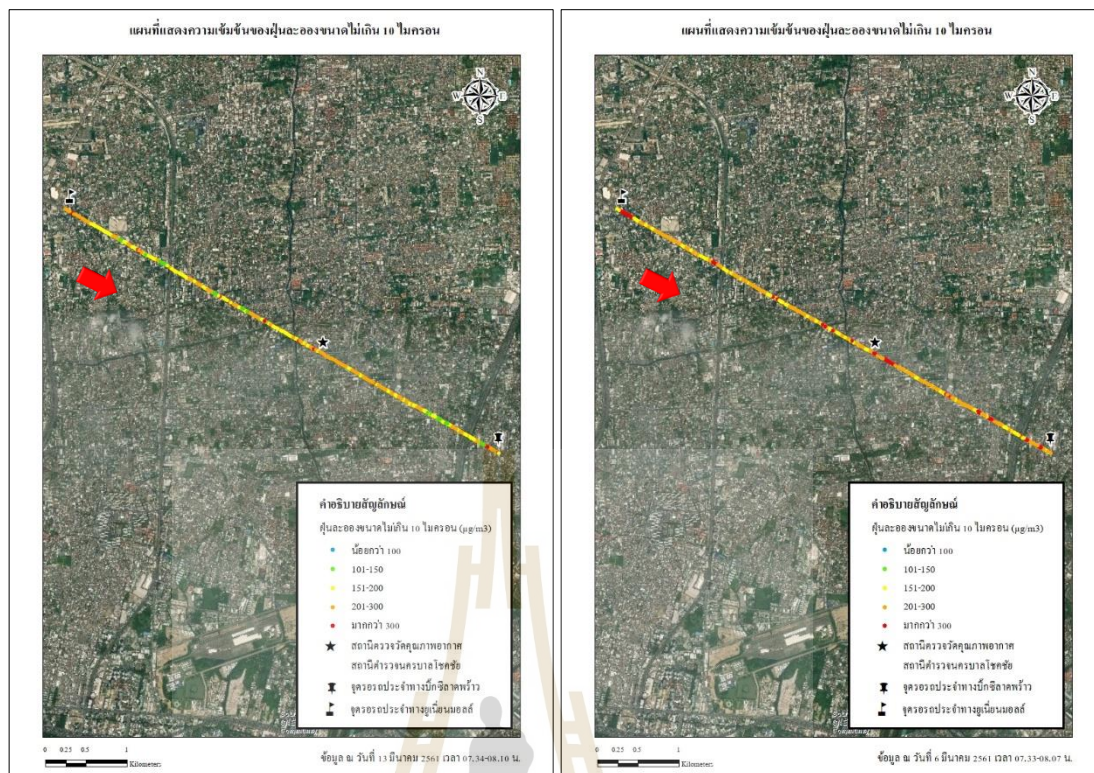 แผนที่แสดงความเข้มข้นของฝุ่นละอองขนาดไม่เกิน 10 ไมครอน
N
W E
S
คำอธิบายสัญลักษณ์
ฝุ่นละอองขนาดไม่เกิน 10 ไมครอน (µg/m3)
น้อยกว่า 100
101-150
151-200
201-300
มากกว่า 300
สถานีตรวจวัดคุณภาพอากาศ
สถานีตำรวจนครบาลโชคชัย
จุดรอรถประจำทางบิ๊กซีลาดพร้าว
จุดรอรถประจำทางยูเนี่ยนมอลล์
0 0.25 0.5 1
Kilometers
ข้อมูล ณ วันที่ 13 มีนาคม 2561 เวลา 07.34-08.10 น.
แผนที่แสดงความเข้มข้นของฝุ่นละอองขนาดไม่เกิน 10 ไมครอน
N
W E
S
คำอธิบายสัญลักษณ์
ฝุ่นละอองขนาดไม่เกิน 10 ไมครอน (µg/m3)
น้อยกว่า 100
101-150
151-200
201-300
มากกว่า 300
สถานีตรวจวัดคุณภาพอากาศ
สถานีตำรวจนครบาลโชคชัย
จุดรอรถประจำทางบิ๊กซีลาดพร้าว
จุดรอรถประจำทางยูเนี่ยนมอลล์
0 0.25 0.5 1
Kilometers
ข้อมูล ณ วันที่ 6 มีนาคม 2561 เวลา 07.33-08.07 น.